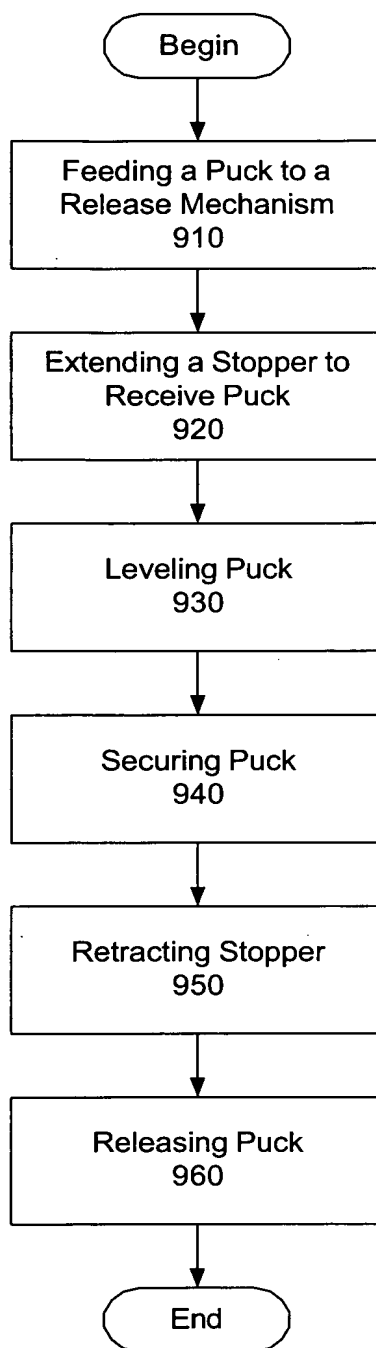 Begin
Feeding a Puck to a
Release Mechanism
910
Extending a Stopper to
Receive Puck
920
Leveling Puck
930
Securing Puck
940
Retracting Stopper
950
Releasing Puck
960
End